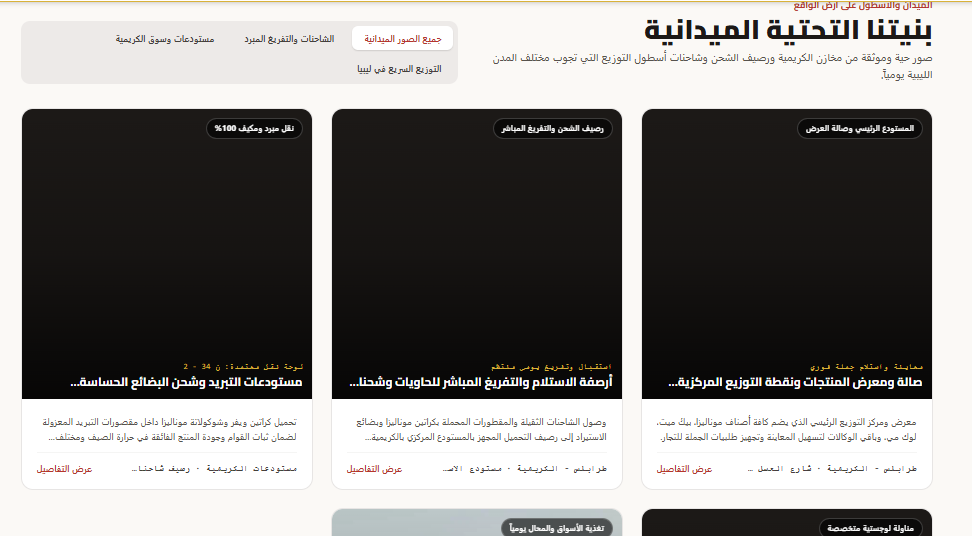 الميدان والأسطول على أرض الواقع
بنيتنا التحتية الميدانية
صور حية وموثقة من مخازن الكريمية ورصيف الشحن وشاحنات أسطول التوزيع التي تجوب مختلف المدن
الليبية يومياً.
جميع الصور الميدانية
الشاحنات والتفريغ المبرد
مستودعات وسوق الكريمية
التوزيع السريع في ليبيا
المستودع الرئيسي وصالة العرض
معاينة واستلام جملة فوري
صالة ومعرض المنتجات ونقطة التوزيع المركزية...
معرض ومركز التوزيع الرئيسي الذي يضم كافة أصناف موناليزا، بيك ميت،
لوك مي، وباقي الوكالات لتسهيل المعاينة وتجهيز طلبيات الجملة للتجار.
طرابلس - الكريمية · شارع العسل ...
عرض التفاصيل
رصيف الشحن والتفريغ المباشر
استقبال وتفريغ يومي منتظم
أرصفة الاستلام والتفريغ المباشر للحاويات وشحنا...
وصول الشاحنات الثقيلة والمقطورات المحملة بكراتين موناليزا وبضائع
الاستيراد إلى رصيف التحميل المجهز بالمستودع المركزي بالكريمية...
طرابلس - الكريمية · مستودع الاس...
عرض التفاصيل
نقل مبرد ومكيف 100%
لوحة نقل معتمدة: ن 34 - 2
مستودعات التبريد وشحن البضائع الحساسة...
تحميل كراتين ويفر وشوكولاتة موناليزا داخل مقصورات التبريد المعزولة
لضمان ثبات القوام وجودة المنتج الفائقة في حرارة الصيف ومختلف...
مستودعات الكريمية · رصيف شاحنا...
عرض التفاصيل
مناولة لوجستية متخصصة
تغذية الأسواق والمحال يومياً